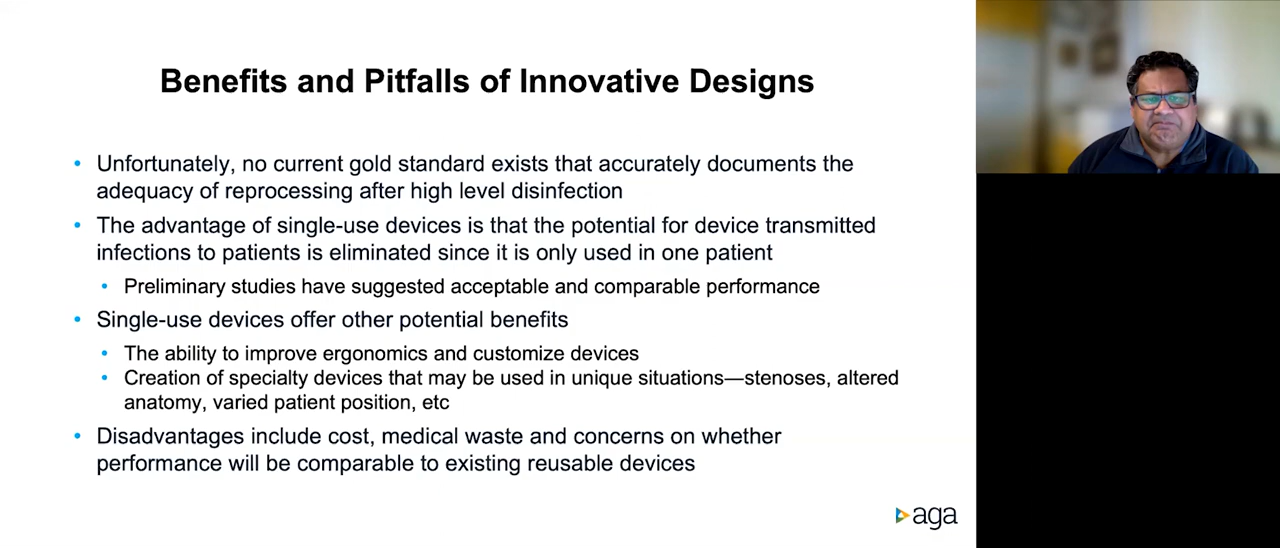 Benefits and Pitfalls of Innovative Designs
• Unfortunately, no current gold standard exists that accurately documents the
adequacy of reprocessing after high level disinfection
• The advantage of single-use devices is that the potential for device transmitted
infections to patients is eliminated since it is only used in one patient
• Preliminary studies have suggested acceptable and comparable performance
• Single-use devices offer other potential benefits
• The ability to improve ergonomics and customize devices
• Creation of specialty devices that may be used in unique situations—stenoses, altered
anatomy, varied patient position, etc
• Disadvantages include cost, medical waste and concerns on whether
performance will be comparable to existing reusable devices
aga